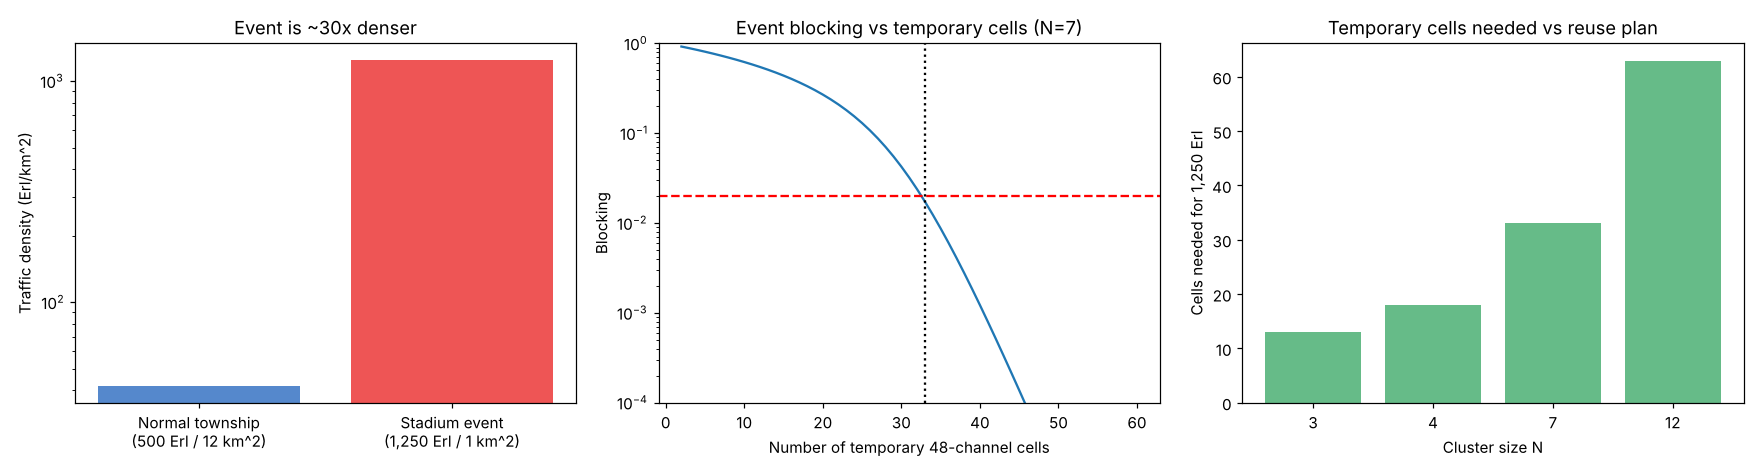 Event is ~30x denser
Traffic density (Erl/km^2)
10^3
10^2
Normal township
(500 Erl / 12 km^2)
Stadium event
(1,250 Erl / 1 km^2)
Event blocking vs temporary cells (N=7)
Blocking
10^0
10^-1
10^-2
10^-3
10^-4
0 10 20 30 40 50 60
Number of temporary 48-channel cells
Temporary cells needed vs reuse plan
Cells needed for 1,250 Erl
60
50
40
30
20
10
0
3 4 7 12
Cluster size N